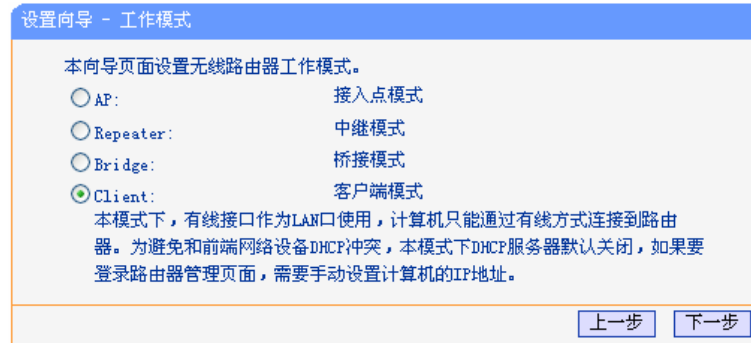 设置向导 - 工作模式
本向导页面设置无线路由器工作模式。
AP: 接入点模式
Repeater: 中继模式
Bridge: 桥接模式
Client: 客户端模式
本模式下，有线接口作为LAN口使用，计算机只能通过有线方式连接到路由
器。为避免和前端网络设备DHCP冲突，本模式下DHCP服务器默认关闭，如果要
登录路由器管理页面，需要手动设置计算机的IP地址。
上一步 下一步